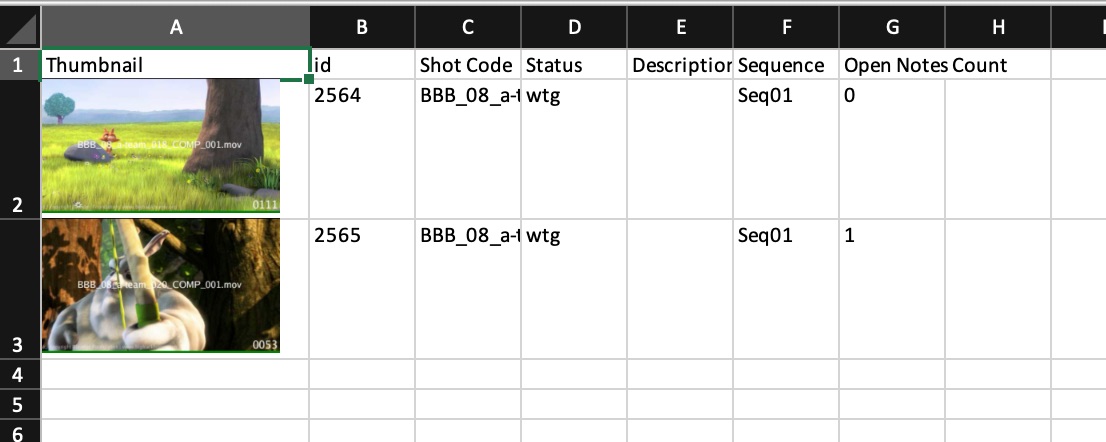 A B C D E F G H
1 Thumbnail id Shot Code Status Description Sequence Open Notes Count
BBB_08_a-team_018_COMP_001.mov
0111
2 2564 BBB_08_a-t wtg Seq01 0
BBB_08_a-team_020_COMP_001.mov
0053
3 2565 BBB_08_a-t wtg Seq01 1
4
5
6